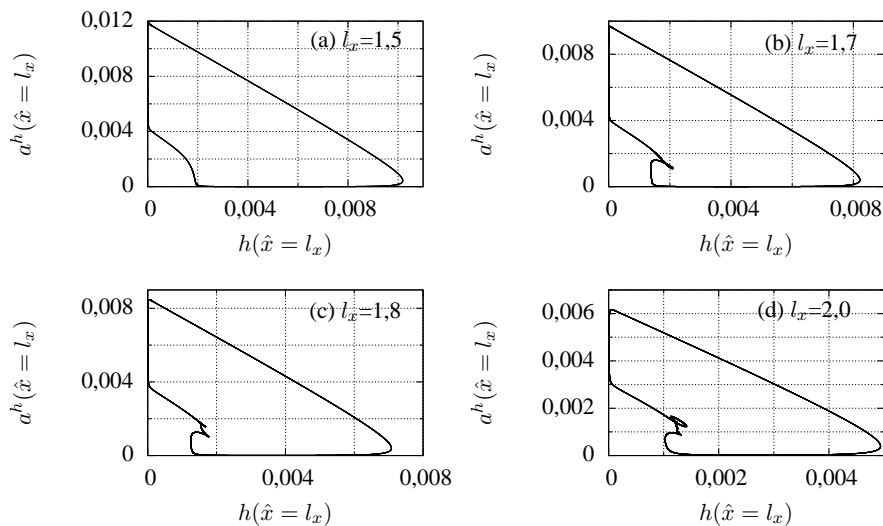 0,012
0,008
0,004
0
0
0,004
0,008
a^h(x̂ = l_x)
h(x̂ = l_x)
(a) l_x=1,5
0,008
0,004
0
0
0,004
0,008
a^h(x̂ = l_x)
h(x̂ = l_x)
(b) l_x=1,7
0,008
0,004
0
0
0,004
0,008
a^h(x̂ = l_x)
h(x̂ = l_x)
(c) l_x=1,8
0,006
0,004
0,002
0
0
0,002
0,004
a^h(x̂ = l_x)
h(x̂ = l_x)
(d) l_x=2,0